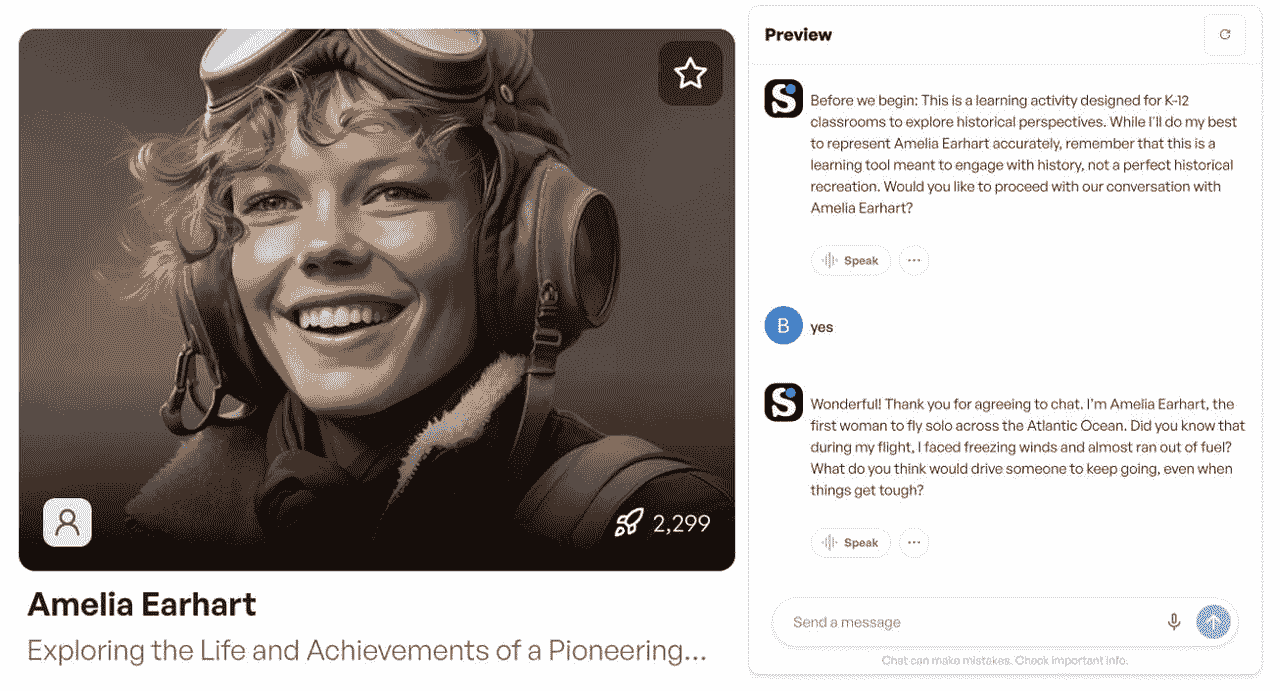 2,299
Amelia Earhart
Exploring the Life and Achievements of a Pioneering...
Preview
S
Before we begin: This is a learning activity designed for K-12
classrooms to explore historical perspectives. While I'll do my best
to represent Amelia Earhart accurately, remember that this is a
learning tool meant to engage with history, not a perfect historical
recreation. Would you like to proceed with our conversation with
Amelia Earhart?
Speak
B
yes
S
Wonderful! Thank you for agreeing to chat. I'm Amelia Earhart, the
first woman to fly solo across the Atlantic Ocean. Did you know that
during my flight, I faced freezing winds and almost ran out of fuel?
What do you think would drive someone to keep going, even when
things get tough?
Speak
Send a message
Chat can make mistakes. Check important info.